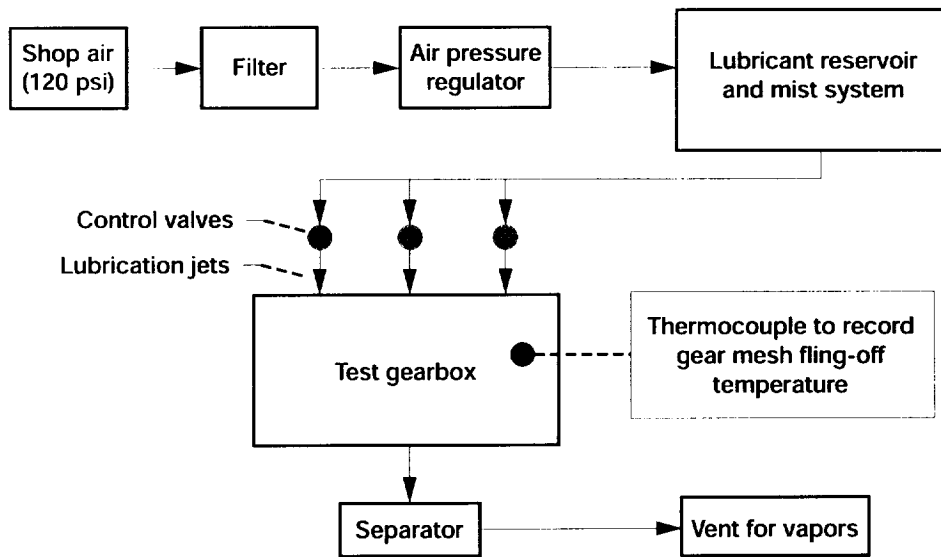 Shop air
(120 psi)
Filter
Air pressure
regulator
Lubricant reservoir
and mist system
Control valves
Lubrication jets
Test gearbox
Thermocouple to record
gear mesh fling-off
temperature
Separator
Vent for vapors